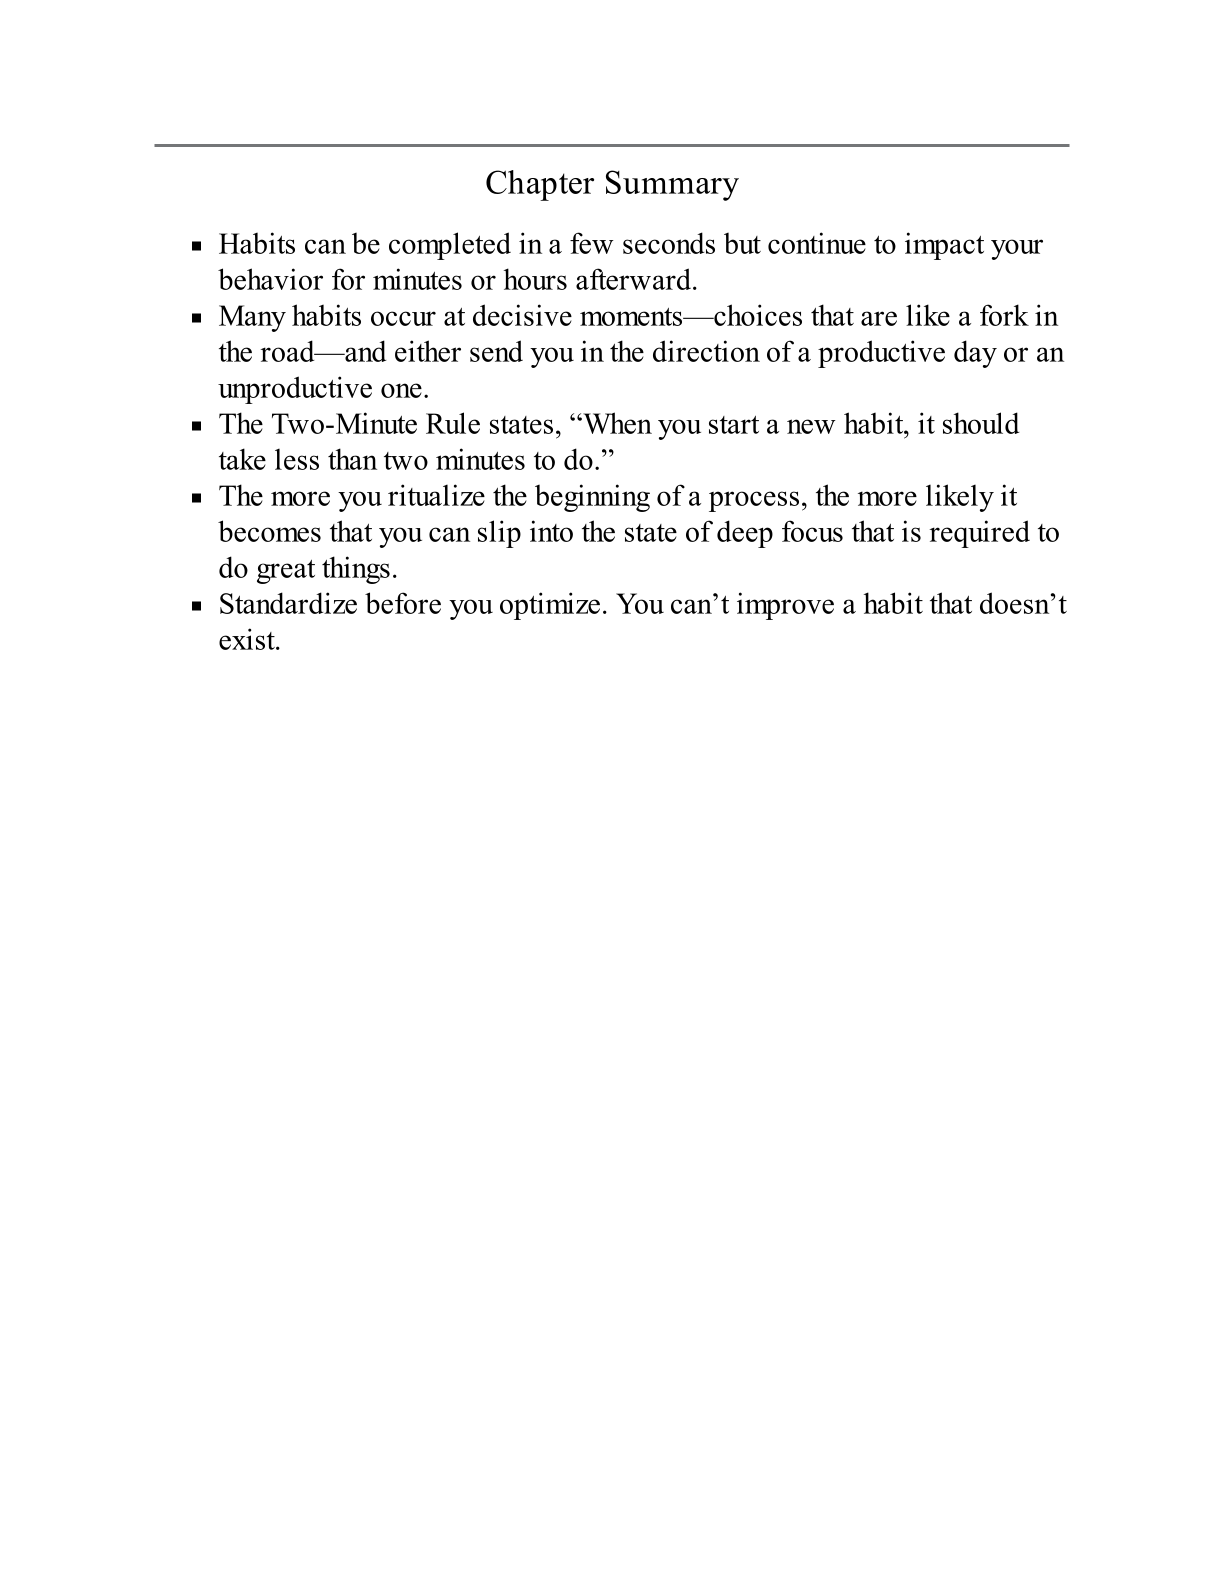 Chapter Summary
▪ Habits can be completed in a few seconds but continue to impact your
behavior for minutes or hours afterward.
▪ Many habits occur at decisive moments—choices that are like a fork in
the road—and either send you in the direction of a productive day or an
unproductive one.
▪ The Two-Minute Rule states, “When you start a new habit, it should
take less than two minutes to do.”
▪ The more you ritualize the beginning of a process, the more likely it
becomes that you can slip into the state of deep focus that is required to
do great things.
▪ Standardize before you optimize. You can’t improve a habit that doesn’t
exist.